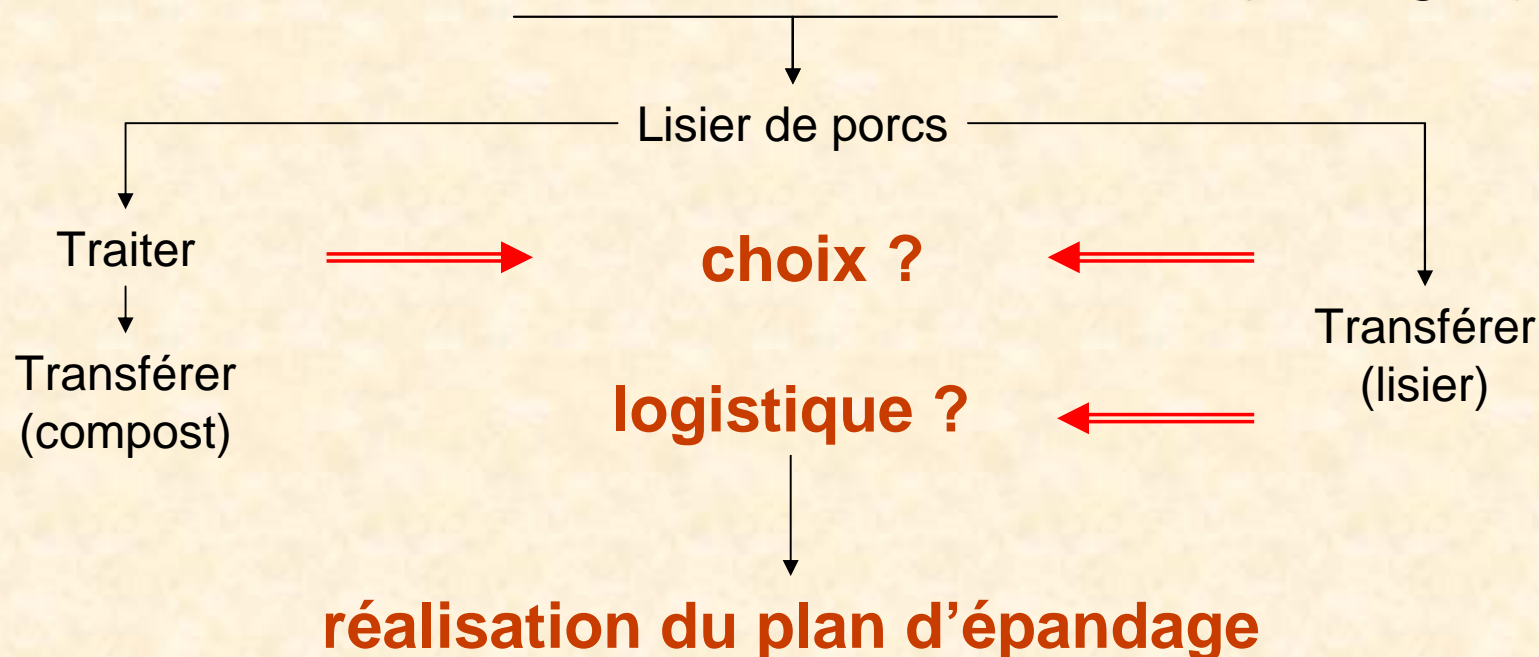 Lisier de porcs
Traiter
choix ?
Transférer
(lisier)
Transférer
(compost)
logistique ?
réalisation du plan d’épandage